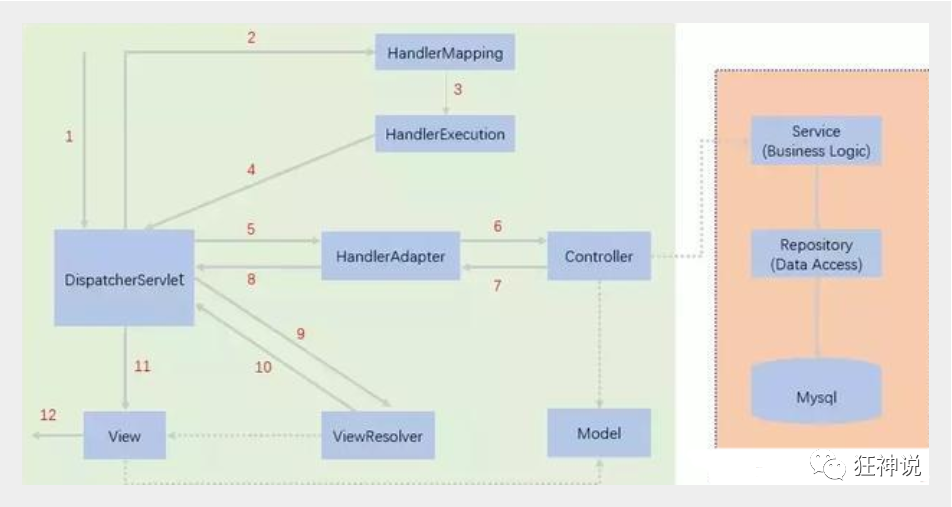 2
HandlerMapping
3
1
HandlerExecution
Service
(Business Logic)
4
5
6
DispatcherServlet
HandlerAdapter
Controller
Repository
(Data Access)
8
7
9
10
11
Mysql
12
View
ViewResolver
Model
狂神说